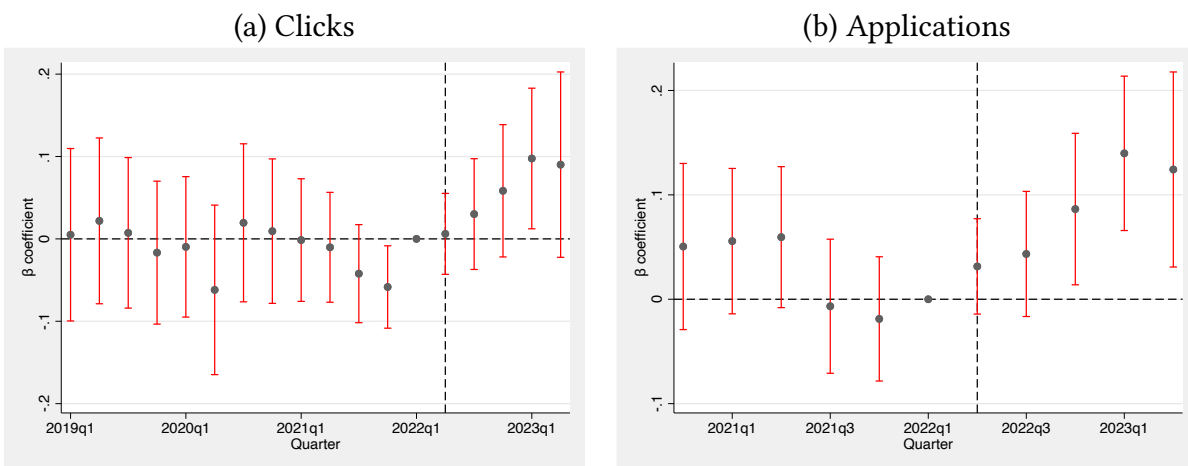 (a) Clicks
β coefficient
.2
.1
0
-.1
-.2
2019q1 2020q1 2021q1 2022q1 2023q1
Quarter
(b) Applications
β coefficient
.2
.1
0
-.1
2021q1 2021q3 2022q1 2022q3 2023q1
Quarter